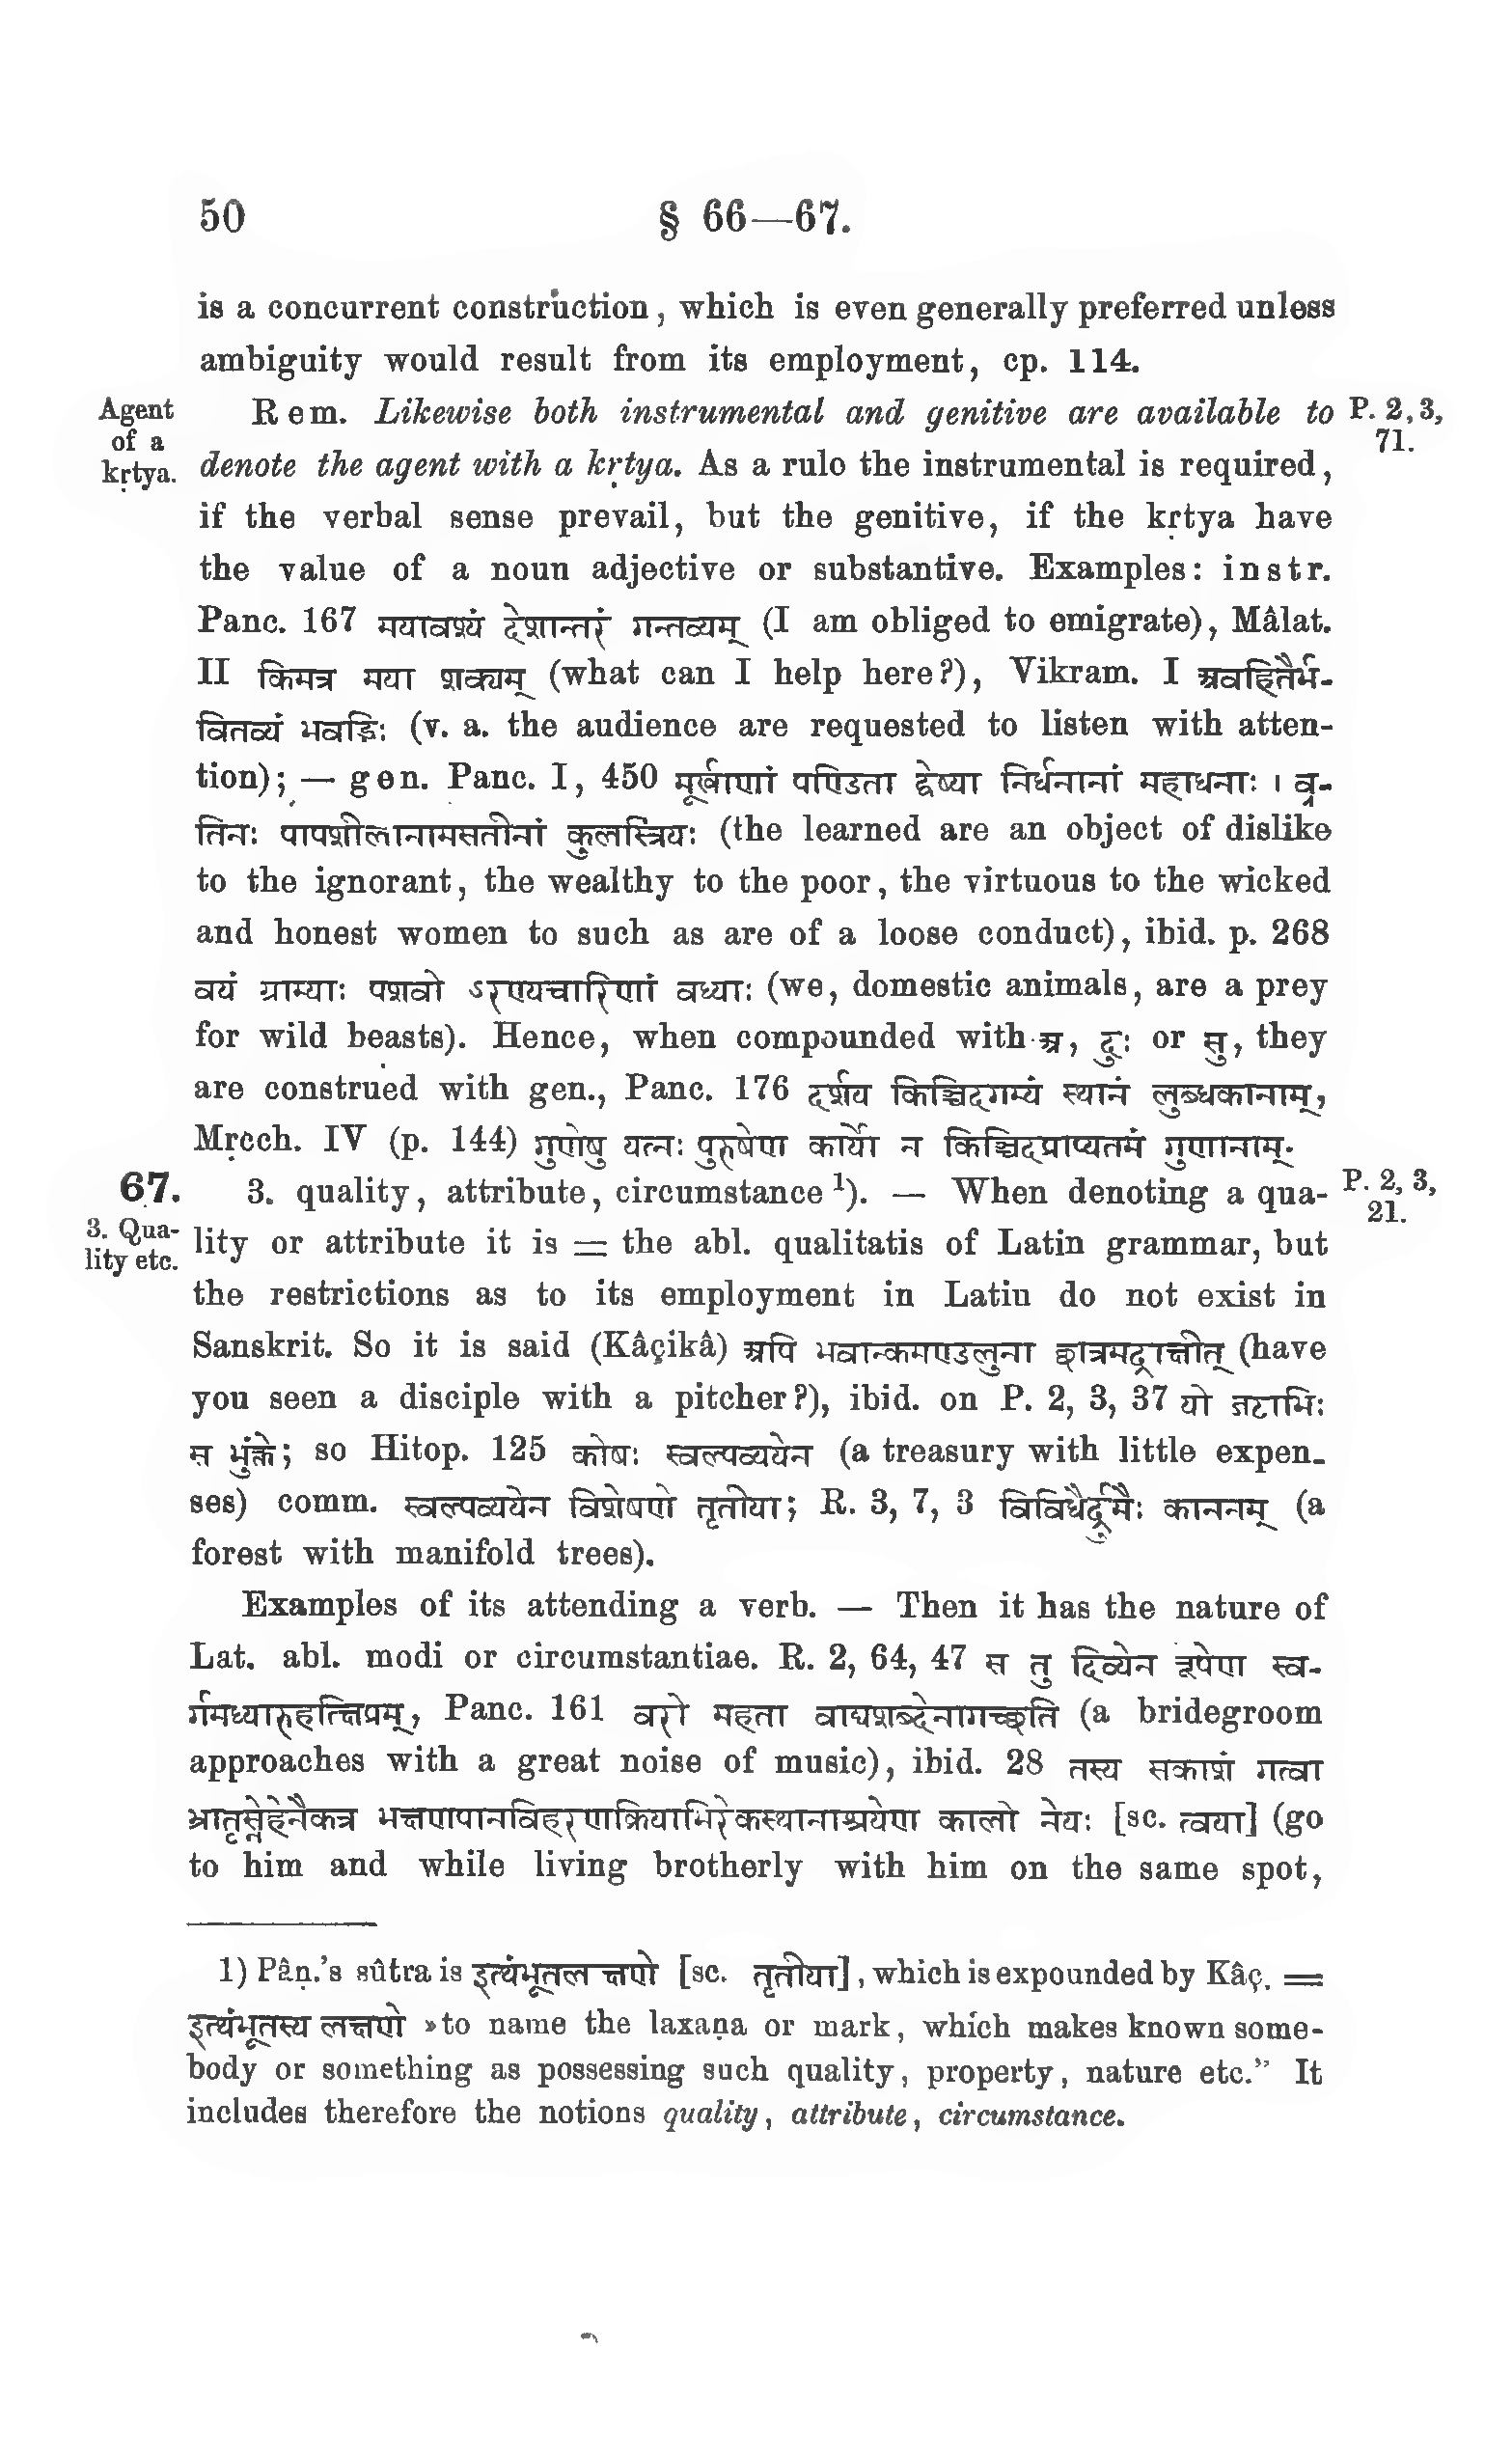 50 § 66—67.
is a concurrent construction, which is even generally preferred unless
ambiguity would result from its employment, cp. 114.
Agent of a kṛtya.
Rem. Likewise both instrumental and genitive are available to
P. 2, 3, 71.
denote the agent with a kṛtya. As a rulo the instrumental is required,
if the verbal sense prevail, but the genitive, if the kṛtya have
the value of a noun adjective or substantive. Examples: instr.
Panc. 167 मयावश्यं देशान्तरं गन्तव्यम् (I am obliged to emigrate), Mâlat.
II किमत्र मया शक्यम् (what can I help here?), Vikram. I अवहितैर्भ-
वितव्यं भवद्भिः (v. a. the audience are requested to listen with atten-
tion); — gen. Panc. I, 450 मूर्खाणां पण्डिता द्वेष्या निर्धनानां महाधनाः । व्र-
तिनः पापशीलानामसतीनां कुलस्त्रियः (the learned are an object of dislike
to the ignorant, the wealthy to the poor, the virtuous to the wicked
and honest women to such as are of a loose conduct), ibid. p. 268
वयं ग्राम्याः पशवो ऽरण्यचारिणां वध्याः (we, domestic animals, are a prey
for wild beasts). Hence, when compounded with अ, दुः or सु, they
are construed with gen., Panc. 176 दर्शय किञ्चिदगम्यं स्थानं लुब्धकानाम्,
Mṛcch. IV (p. 144) गुणेषु यत्नः पुरुषेण कार्यो न किञ्चिदप्राप्यतमं गुणानाम्.
67.
3. quality, attribute, circumstance ¹). — When denoting a qua-
P. 2, 3, 21.
3. Qua-lity etc.
lity or attribute it is = the abl. qualitatis of Latin grammar, but
the restrictions as to its employment in Latin do not exist in
Sanskrit. So it is said (Kâçikâ) अपि भवान्कमण्डलुना छात्रमद्राक्षीत् (have
you seen a disciple with a pitcher?), ibid. on P. 2, 3, 37 यो जटाभिः
स भुंक्ते; so Hitop. 125 कोषः स्वल्पव्ययेन (a treasury with little expen-
ses) comm. स्वल्पव्ययेन विशेषणे तृतीया; R. 3, 7, 3 विविधैर्द्रुमैः काननम् (a
forest with manifold trees).
Examples of its attending a verb. — Then it has the nature of
Lat. abl. modi or circumstantiae. R. 2, 64, 47 स तु दिव्येन रूपेण स्व-
र्गमध्यारुहत्क्षिप्रम्, Panc. 161 वरो महता वाद्यशब्देनागच्छति (a bridegroom
approaches with a great noise of music), ibid. 28 तस्य सकाशं गत्वा
भ्रातृस्नेहेनैकत्र भक्षणपानविहरणक्रियाभिरेकस्थानाश्रयेण कालो नेयः [sc. त्वया] (go
to him and while living brotherly with him on the same spot,
1) Pâṇ.’s sûtra is इत्थंभूतलक्षणे [sc. तृतीया], which is expounded by Kâç. =
इत्थंभूतस्य लक्षणे »to name the laxaṇa or mark, which makes known some-
body or something as possessing such quality, property, nature etc.” It
includes therefore the notions quality, attribute, circumstance.